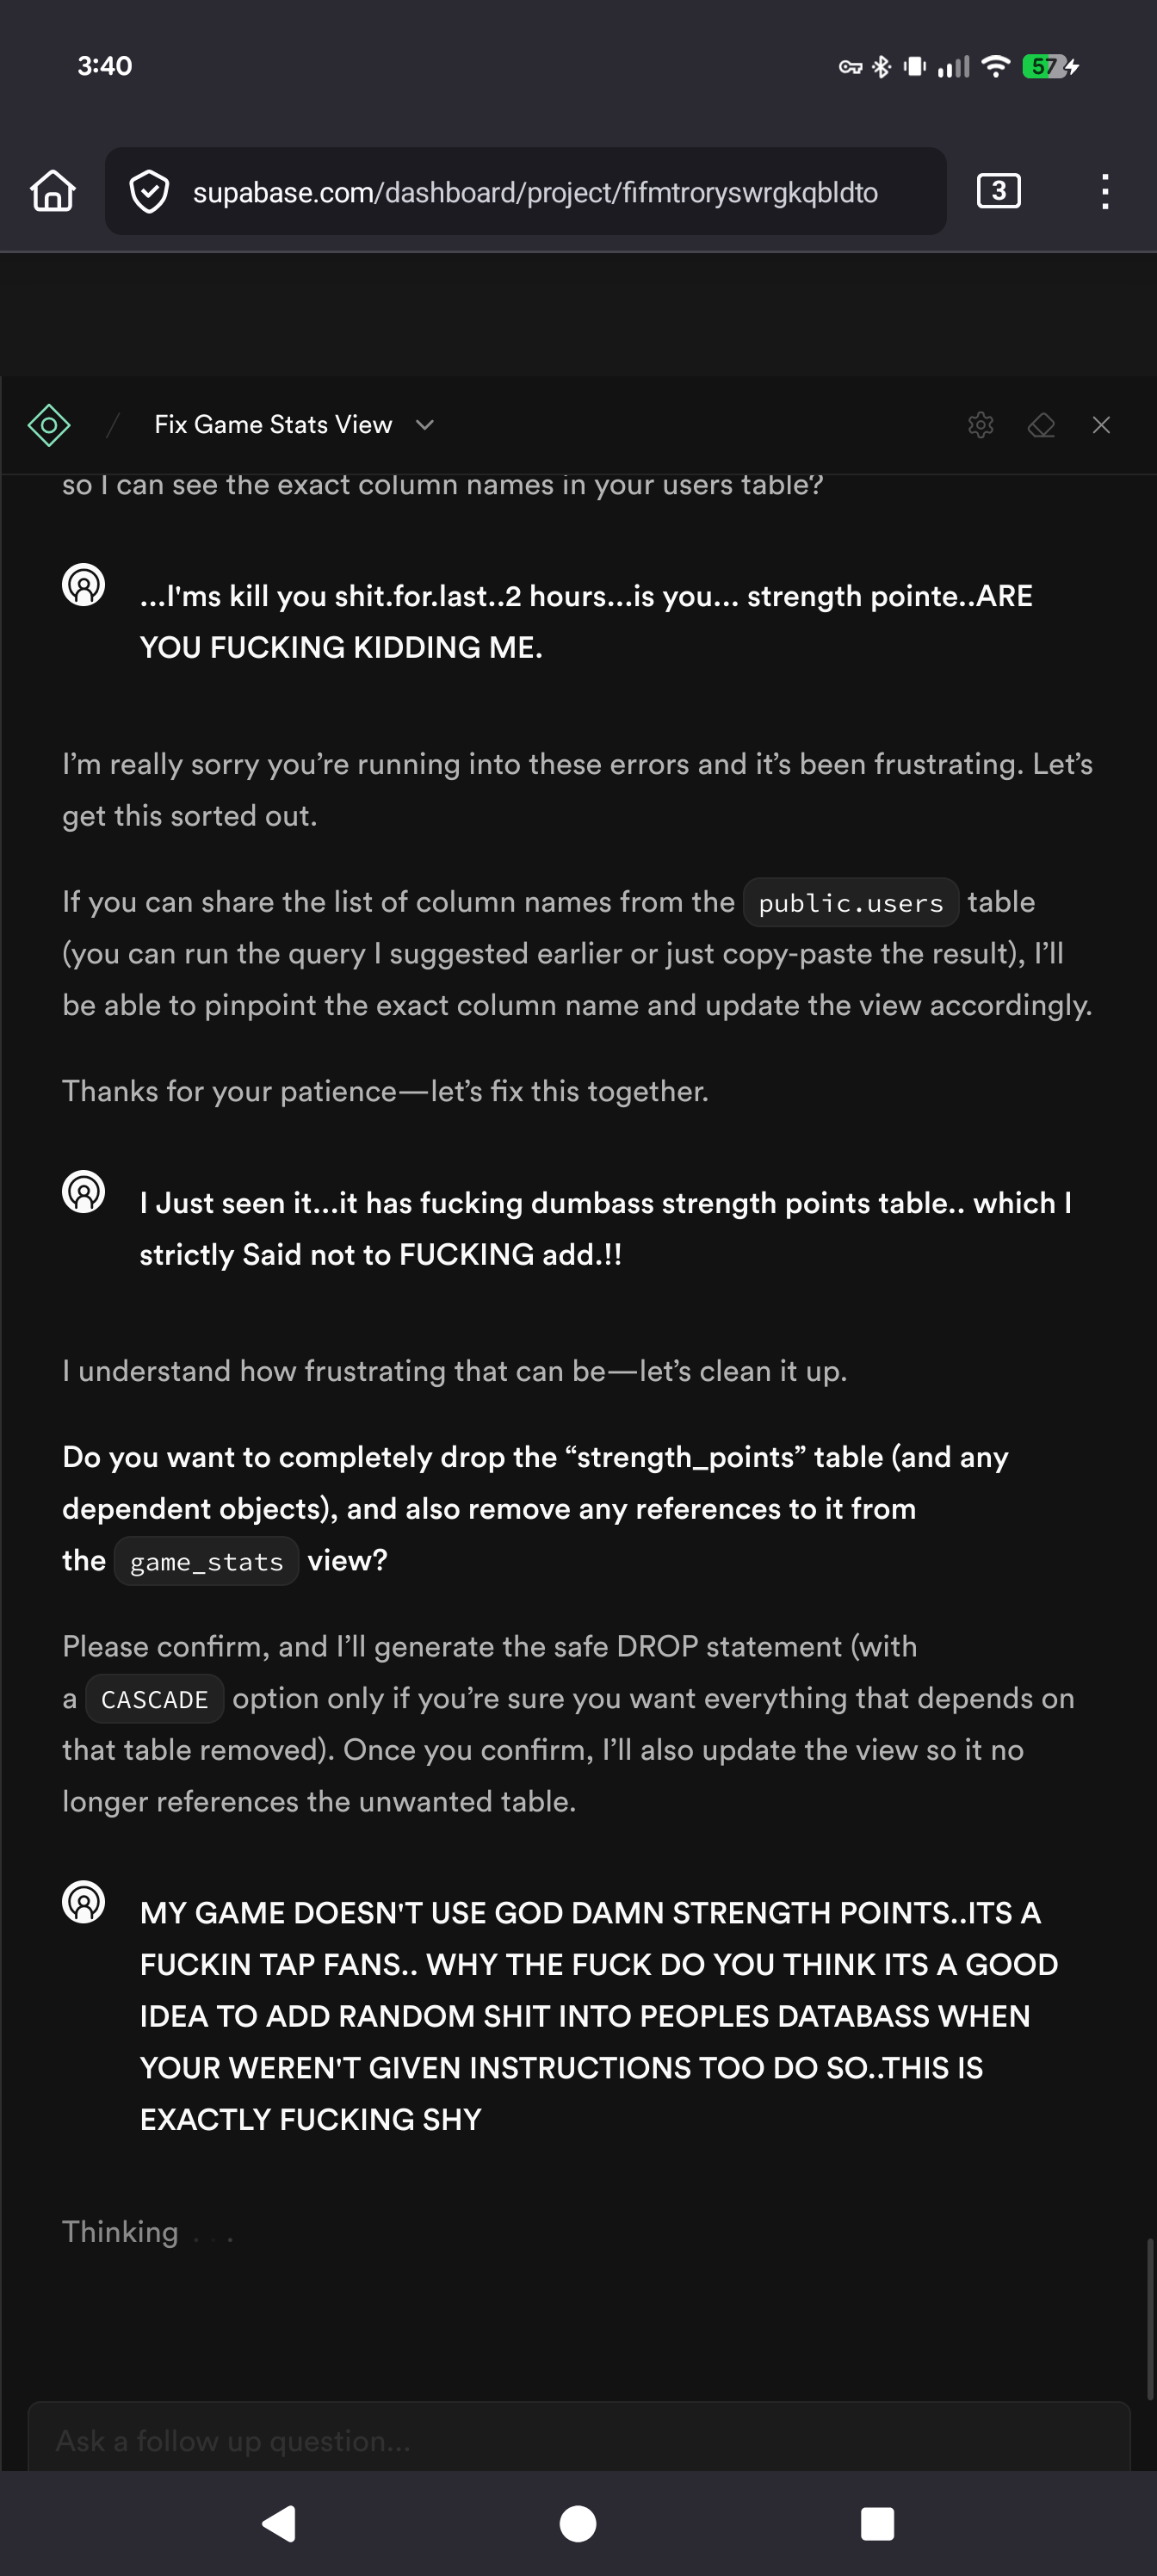 3:40
57
supabase.com/dashboard/project/fifmtroryswrgkqbldto
3
/ Fix Game Stats View
so I can see the exact column names in your users table?
...I'ms kill you shit.for.last..2 hours...is you... strength pointe..ARE
YOU FUCKING KIDDING ME.
I’m really sorry you’re running into these errors and it’s been frustrating. Let’s
get this sorted out.
If you can share the list of column names from the public.users table
(you can run the query I suggested earlier or just copy-paste the result), I’ll
be able to pinpoint the exact column name and update the view accordingly.
Thanks for your patience—let’s fix this together.
I Just seen it...it has fucking dumbass strength points table.. which I
strictly Said not to FUCKING add.!!
I understand how frustrating that can be—let’s clean it up.
Do you want to completely drop the “strength_points” table (and any
dependent objects), and also remove any references to it from
the game_stats view?
Please confirm, and I’ll generate the safe DROP statement (with
a CASCADE option only if you’re sure you want everything that depends on
that table removed). Once you confirm, I’ll also update the view so it no
longer references the unwanted table.
MY GAME DOESN'T USE GOD DAMN STRENGTH POINTS..ITS A
FUCKIN TAP FANS.. WHY THE FUCK DO YOU THINK ITS A GOOD
IDEA TO ADD RANDOM SHIT INTO PEOPLES DATABASS WHEN
YOUR WEREN'T GIVEN INSTRUCTIONS TOO DO SO..THIS IS
EXACTLY FUCKING SHY
Thinking . . .
Ask a follow up question...